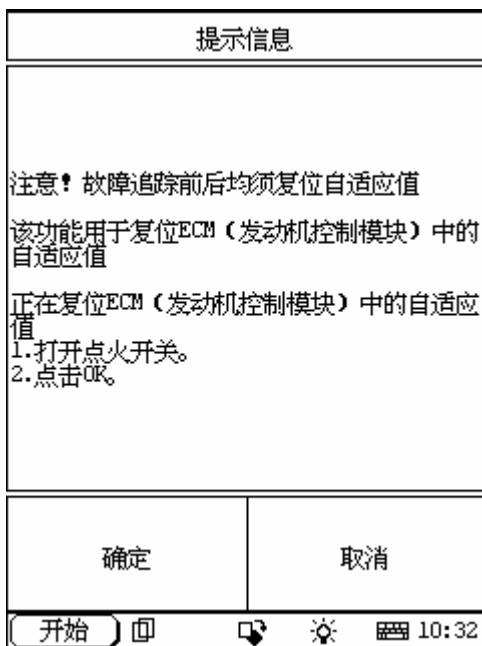 提示信息
注意！故障追踪前后均须复位自适应值
该功能用于复位ECM（发动机控制模块）中的
自适应值
正在复位ECM（发动机控制模块）中的自适应
值
1.打开点火开关。
2.点击OK。
确定
取消
开始
10:32